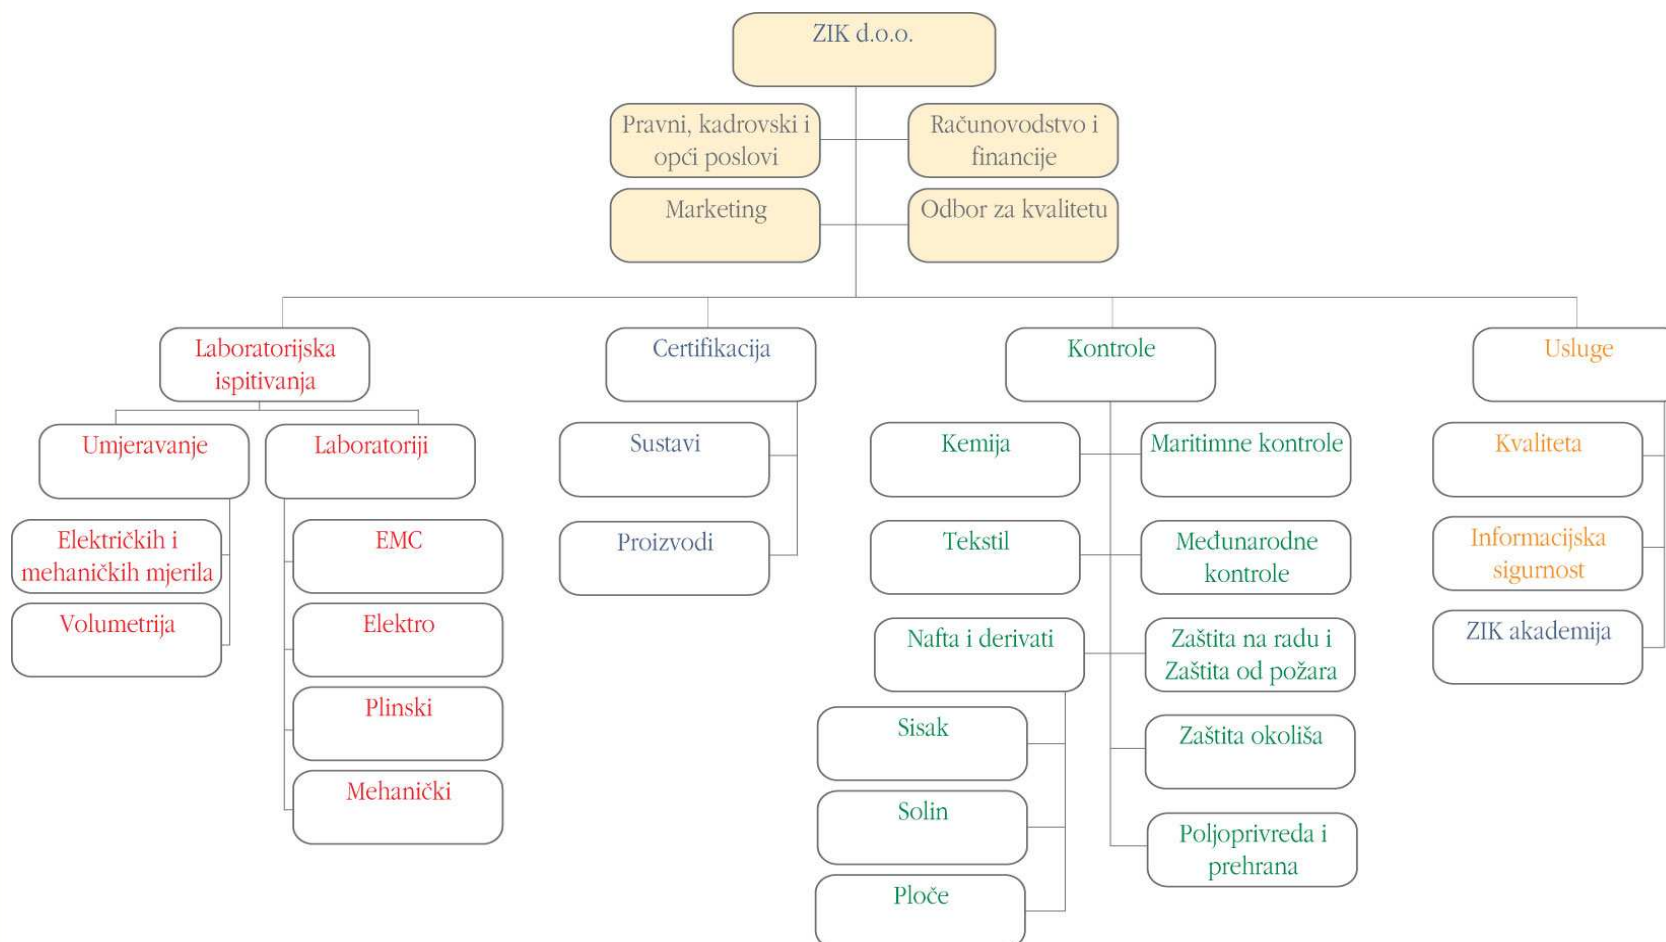 ZIK d.o.o.
Pravni, kadrovski i
opći poslovi
Računovodstvo i
financije
Marketing
Odbor za kvalitetu
Laboratorijska
ispitivanja
Certifikacija
Kontrole
Usluge
Umjeravanje
Laboratoriji
Električkih i
mehaničkih mjerila
Volumetrija
EMC
Elektro
Plinski
Mehanički
Sustavi
Proizvodi
Kemija
Maritimne kontrole
Tekstil
Međunarodne
kontrole
Nafta i derivati
Zaštita na radu i
Zaštita od požara
Sisak
Zaštita okoliša
Solin
Poljoprivreda i
prehrana
Ploče
Kvaliteta
Informacijska
sigurnost
ZIK akademija